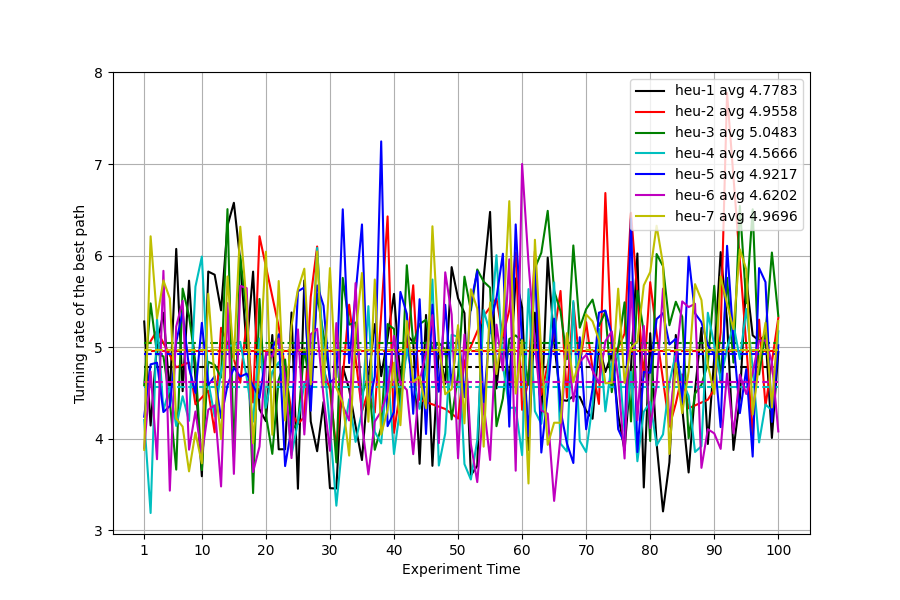 8
7
6
5
4
3
Turning rate of the best path
heu-1 avg 4.7783
heu-2 avg 4.9558
heu-3 avg 5.0483
heu-4 avg 4.5666
heu-5 avg 4.9217
heu-6 avg 4.6202
heu-7 avg 4.9696
1 10 20 30 40 50 60 70 80 90 100
Experiment Time